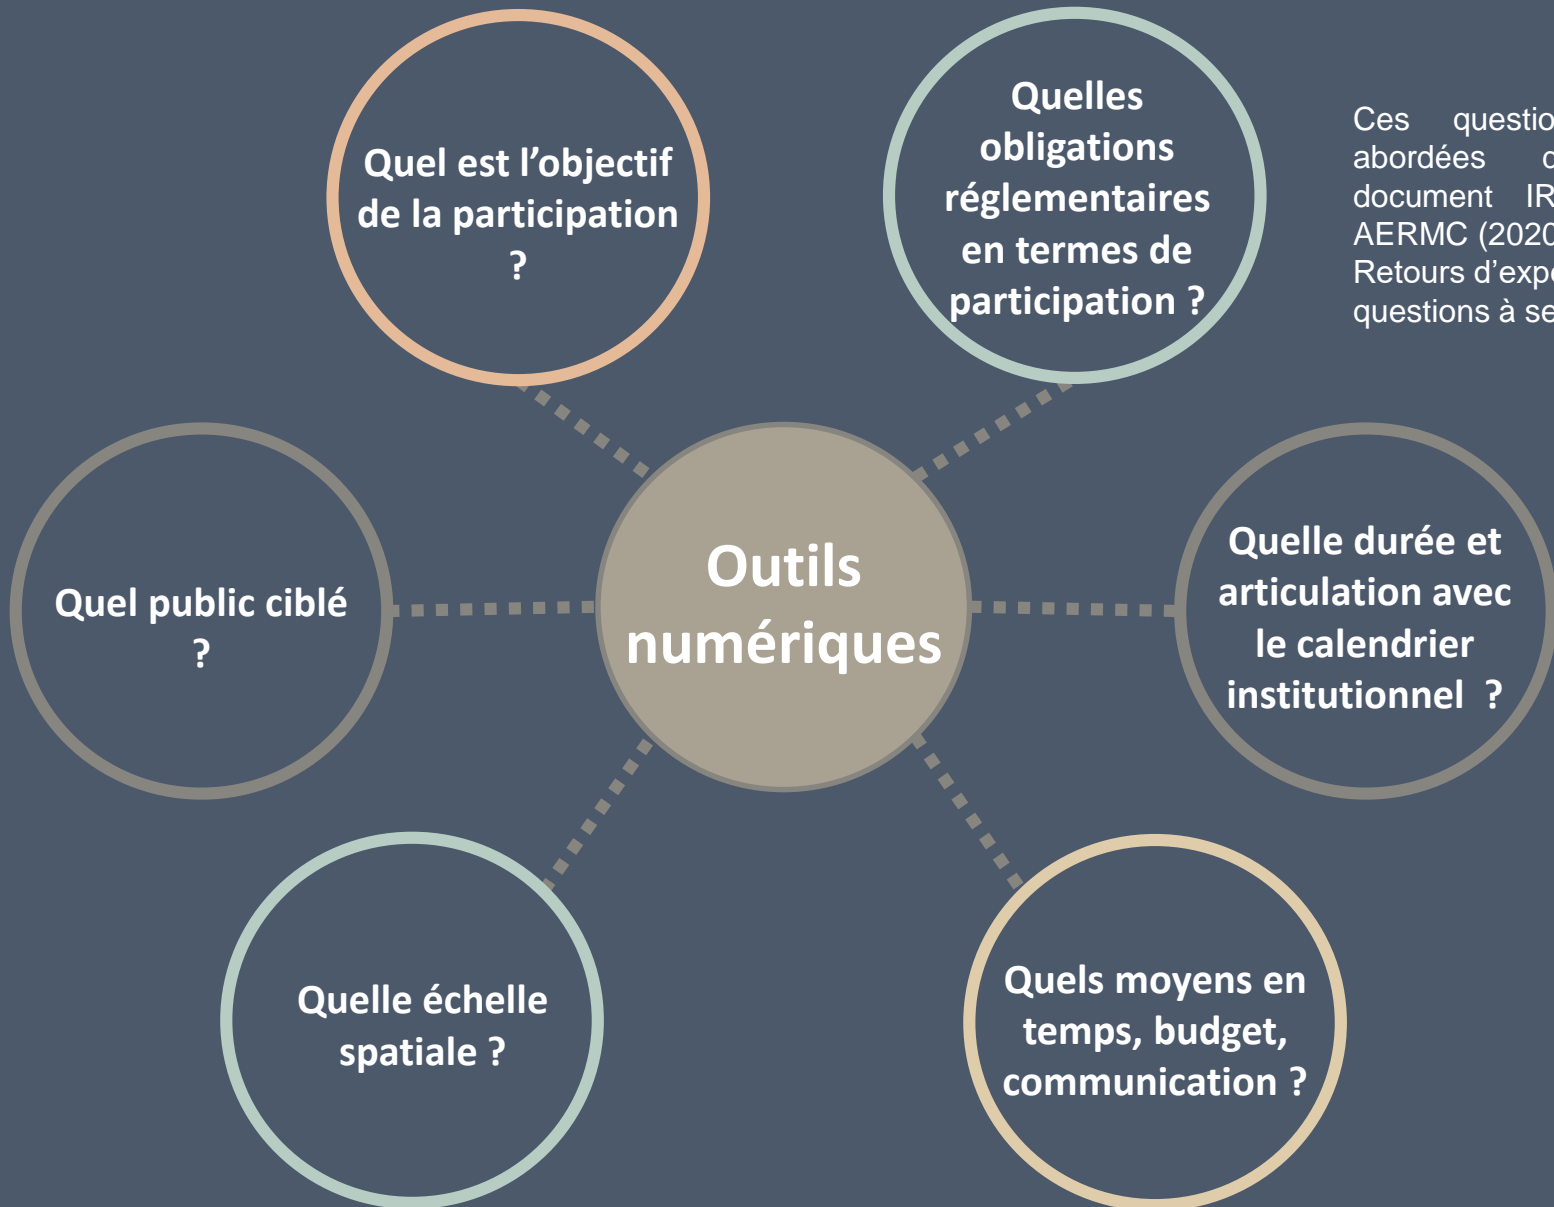 Quel est l’objectif
de la participation
?
Quelles
obligations
réglementaires
en termes de
participation ?
Ces
abordées
document
AERMC
Retours
questions à
Quel public ciblé
?
Outils
numériques
Quelle durée et
articulation avec
le calendrier
institutionnel ?
Quelle échelle
spatiale ?
Quels moyens en
temps, budget,
communication ?